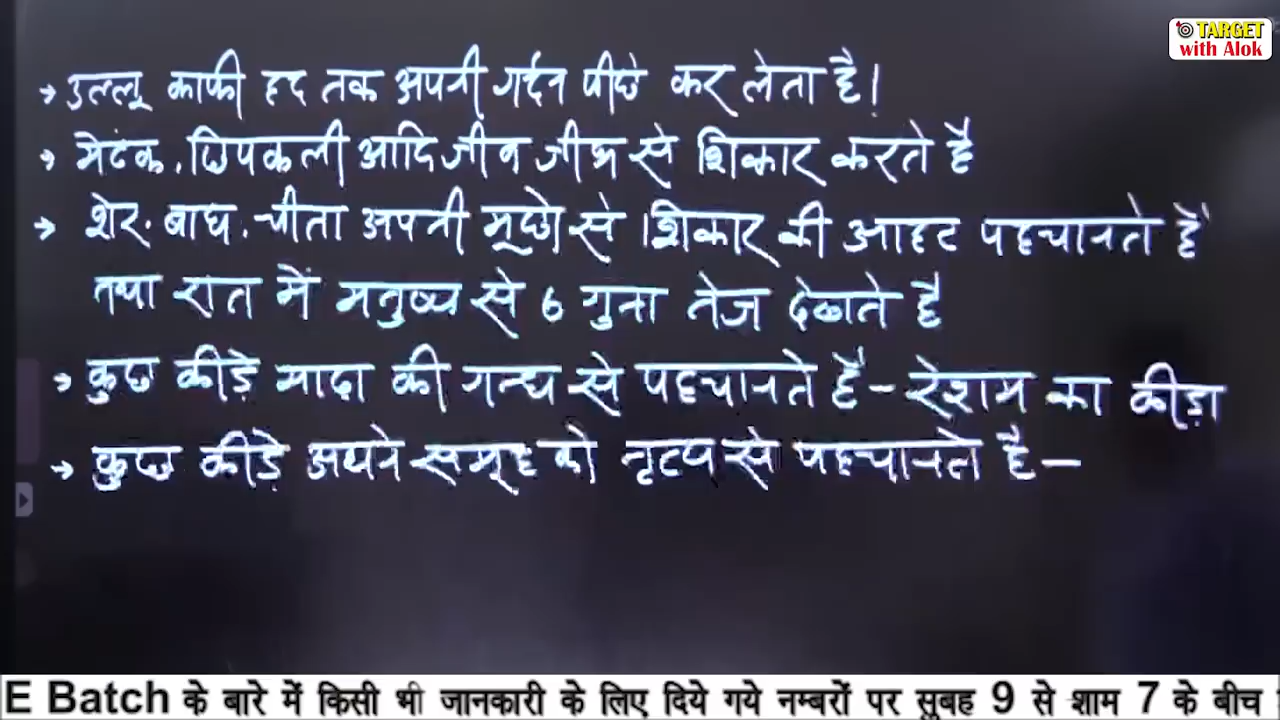 TARGET
with Alok
→ उल्लू काफी हद तक अपनी गर्दन पीछे कर लेता है।
→ मेंढक, छिपकली आदि जीव जीभ से शिकार करते है
→ शेर. बाघ. चीता अपनी मूछो से शिकार की आहट पहचानते हैं
तथा रात में मनुष्य से 6 गुना तेज देखते है
→ कुछ कीड़े मादा की गन्ध से पहचानते हैं - रेशम का कीड़ा
→ कुछ कीड़े अपने समूह को नृत्य से पहचानते है -
E Batch के बारे में किसी भी जानकारी के लिए दिये गये नम्बरों पर सुबह 9 से शाम 7 के बीच